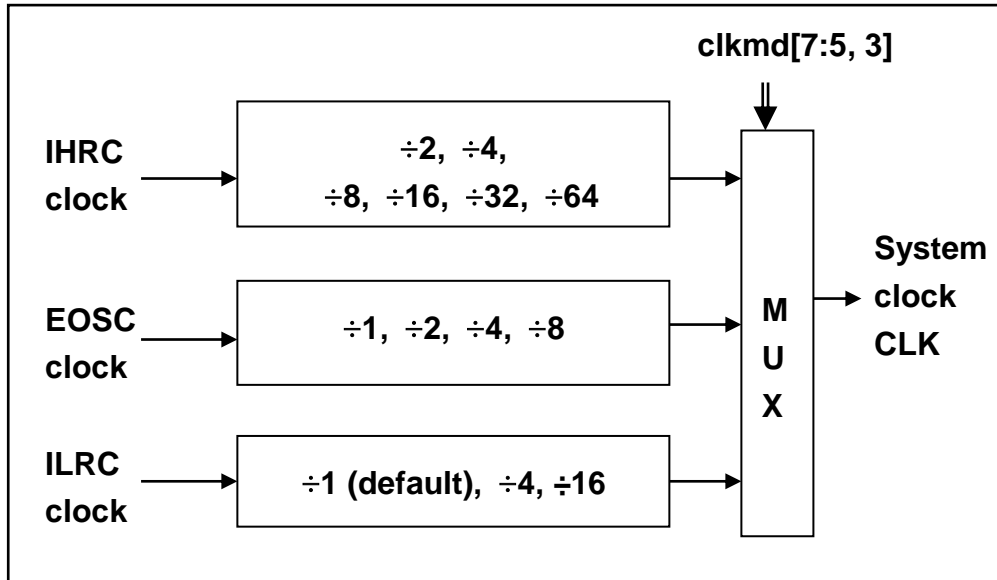 clkmd[7:5, 3]
IHRC
clock
÷2, ÷4,
÷8, ÷16, ÷32, ÷64
EOSC
clock
÷1, ÷2, ÷4, ÷8
ILRC
clock
÷1 (default), ÷4, ÷16
M
U
X
System
clock
CLK